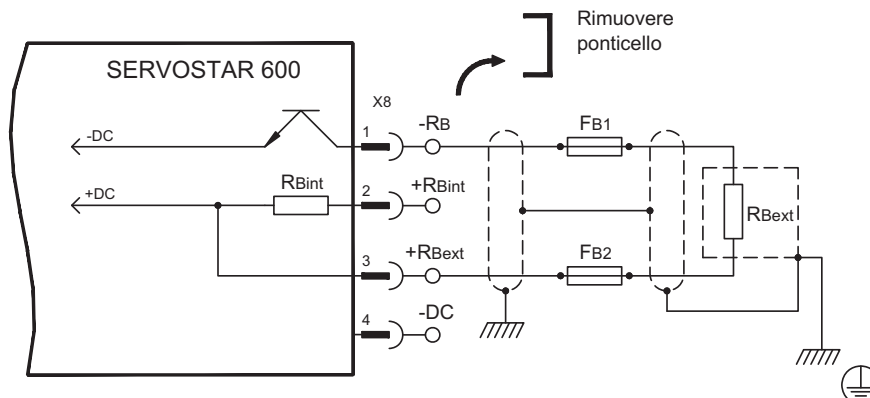 Rimuovere
ponticello
SERVOSTAR 600
X8
-DC
1
-RB
FB1
+DC
RBint
2
+RBint
RBext
3
+RBext
FB2
4
-DC